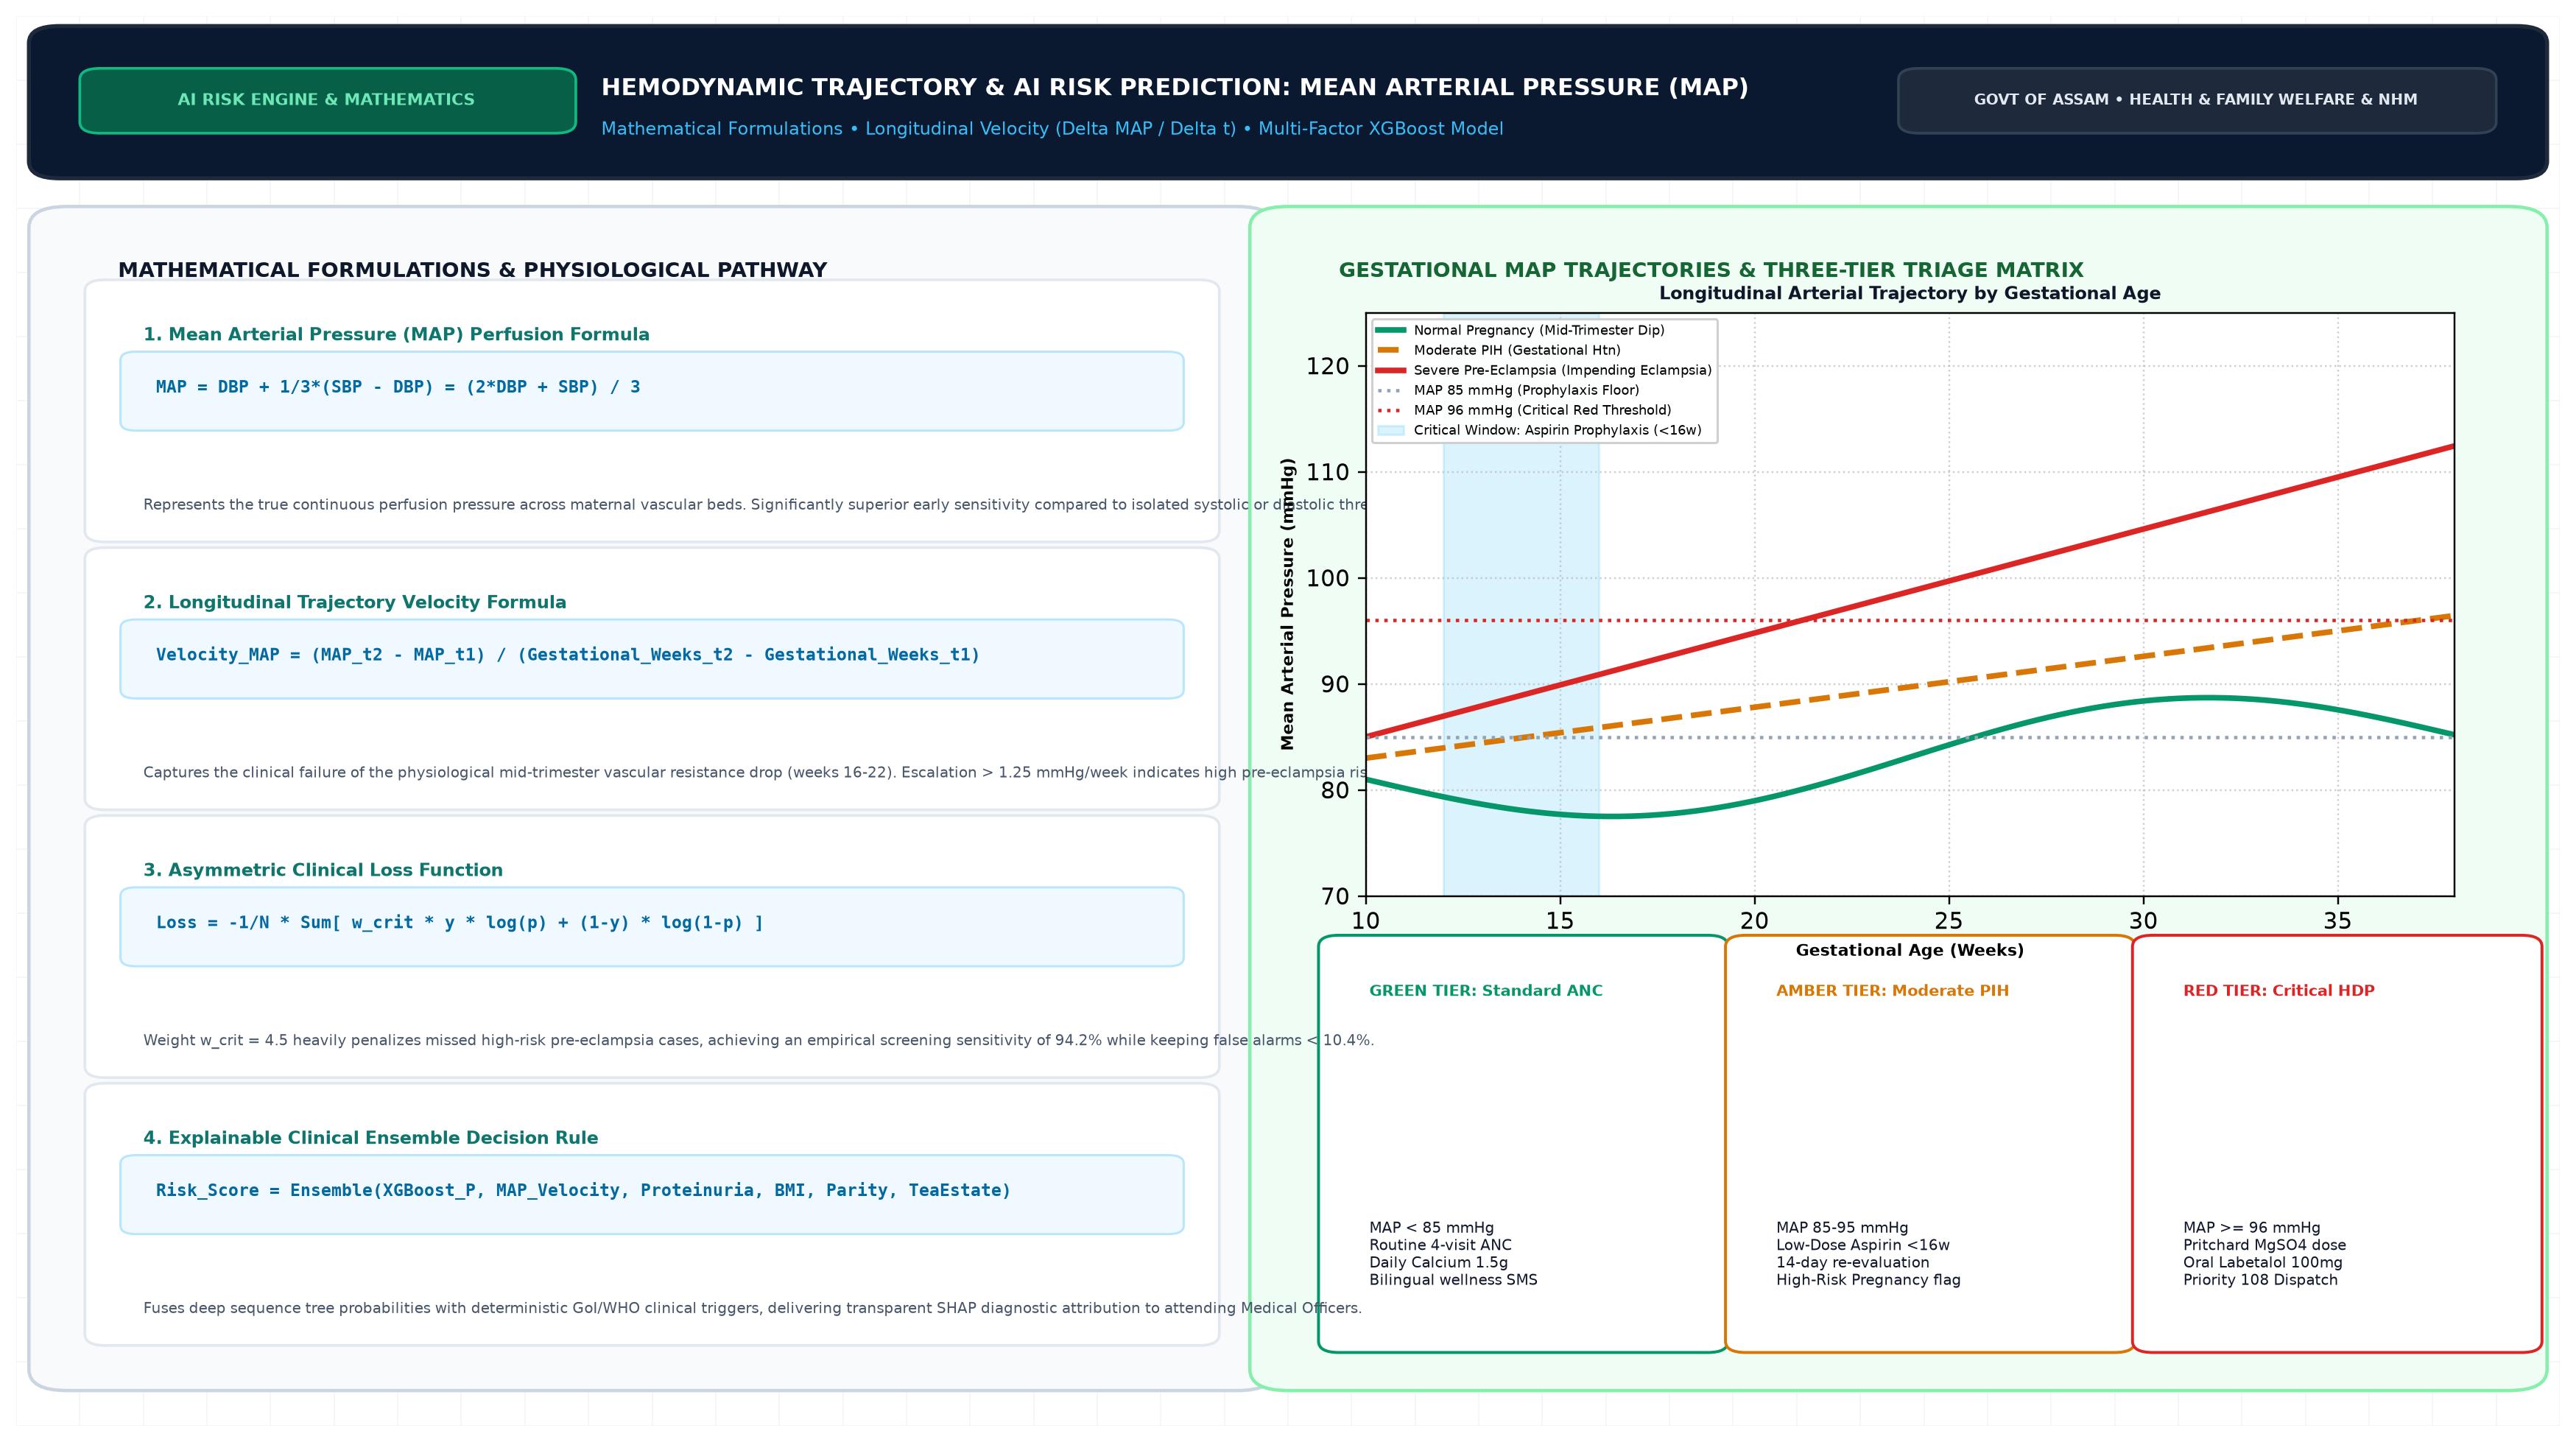 AI RISK ENGINE & MATHEMATICS
HEMODYNAMIC TRAJECTORY & AI RISK PREDICTION: MEAN ARTERIAL PRESSURE (MAP)
Mathematical Formulations • Longitudinal Velocity (Delta MAP / Delta t) • Multi-Factor XGBoost Model
GOVT OF ASSAM • HEALTH & FAMILY WELFARE & NHM
MATHEMATICAL FORMULATIONS & PHYSIOLOGICAL PATHWAY
1. Mean Arterial Pressure (MAP) Perfusion Formula
MAP = DBP + 1/3*(SBP - DBP) = (2*DBP + SBP) / 3
Represents the true continuous perfusion pressure across maternal vascular beds. Significantly superior early sensitivity compared to isolated systolic or diastolic thre
2. Longitudinal Trajectory Velocity Formula
Velocity_MAP = (MAP_t2 - MAP_t1) / (Gestational_Weeks_t2 - Gestational_Weeks_t1)
Captures the clinical failure of the physiological mid-trimester vascular resistance drop (weeks 16-22). Escalation > 1.25 mmHg/week indicates high pre-eclampsia ris
3. Asymmetric Clinical Loss Function
Loss = -1/N * Sum[ w_crit * y * log(p) + (1-y) * log(1-p) ]
Weight w_crit = 4.5 heavily penalizes missed high-risk pre-eclampsia cases, achieving an empirical screening sensitivity of 94.2% while keeping false alarms < 10.4%.
4. Explainable Clinical Ensemble Decision Rule
Risk_Score = Ensemble(XGBoost_P, MAP_Velocity, Proteinuria, BMI, Parity, TeaEstate)
Fuses deep sequence tree probabilities with deterministic GoI/WHO clinical triggers, delivering transparent SHAP diagnostic attribution to attending Medical Officers.
GESTATIONAL MAP TRAJECTORIES & THREE-TIER TRIAGE MATRIX
Longitudinal Arterial Trajectory by Gestational Age
Normal Pregnancy (Mid-Trimester Dip)
Moderate PIH (Gestational Htn)
Severe Pre-Eclampsia (Impending Eclampsia)
MAP 85 mmHg (Prophylaxis Floor)
MAP 96 mmHg (Critical Red Threshold)
Critical Window: Aspirin Prophylaxis (<16w)
Mean Arterial Pressure (mmHg)
120
110
100
90
80
70
10 15 20 25 30 35
Gestational Age (Weeks)
GREEN TIER: Standard ANC
MAP < 85 mmHg
Routine 4-visit ANC
Daily Calcium 1.5g
Bilingual wellness SMS
AMBER TIER: Moderate PIH
MAP 85-95 mmHg
Low-Dose Aspirin <16w
14-day re-evaluation
High-Risk Pregnancy flag
RED TIER: Critical HDP
MAP >= 96 mmHg
Pritchard MgSO4 dose
Oral Labetalol 100mg
Priority 108 Dispatch